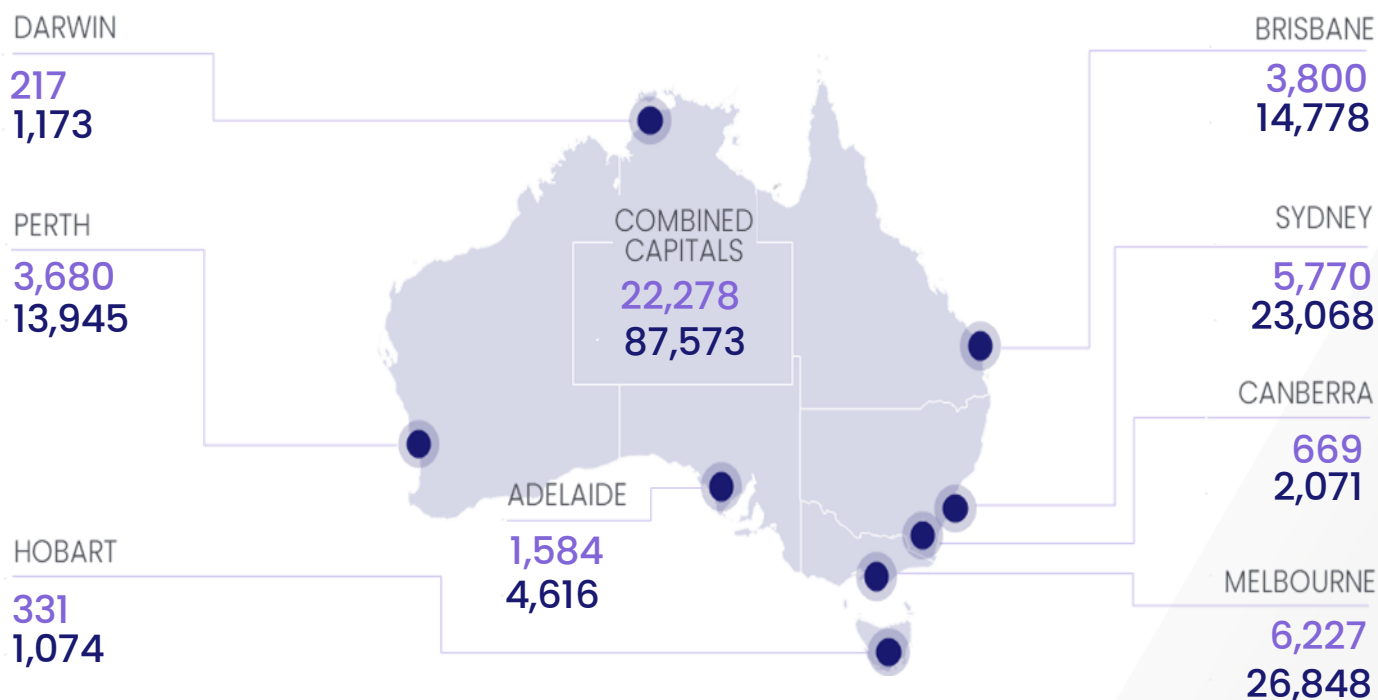 DARWIN
217
1,173
PERTH
3,680
13,945
HOBART
331
1,074
COMBINED
CAPITALS
22,278
87,573
ADELAIDE
1,584
4,616
BRISBANE
3,800
14,778
SYDNEY
5,770
23,068
CANBERRA
669
2,071
MELBOURNE
6,227
26,848